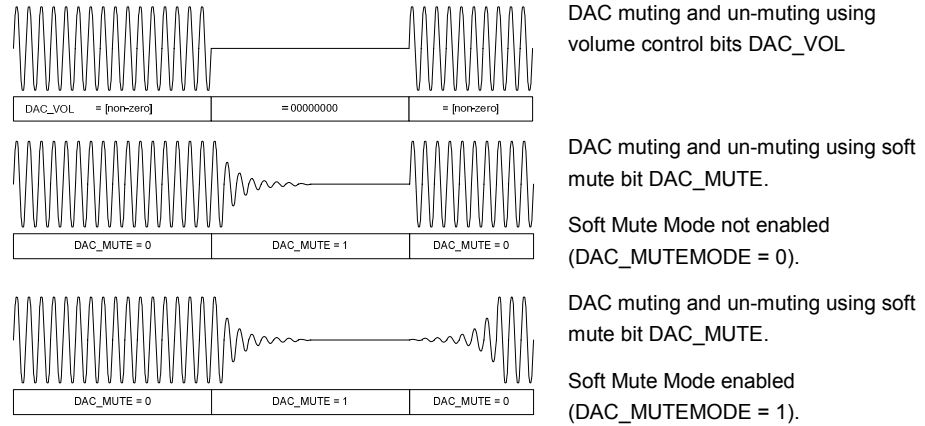 DAC muting and un-muting using
volume control bits DAC_VOL
DAC_VOL = [non-zero] = 00000000 = [non-zero]
DAC muting and un-muting using soft
mute bit DAC_MUTE.
Soft Mute Mode not enabled
(DAC_MUTEMODE = 0).
DAC_MUTE = 0 DAC_MUTE = 1 DAC_MUTE = 0
DAC muting and un-muting using soft
mute bit DAC_MUTE.
Soft Mute Mode enabled
(DAC_MUTEMODE = 1).
DAC_MUTE = 0 DAC_MUTE = 1 DAC_MUTE = 0